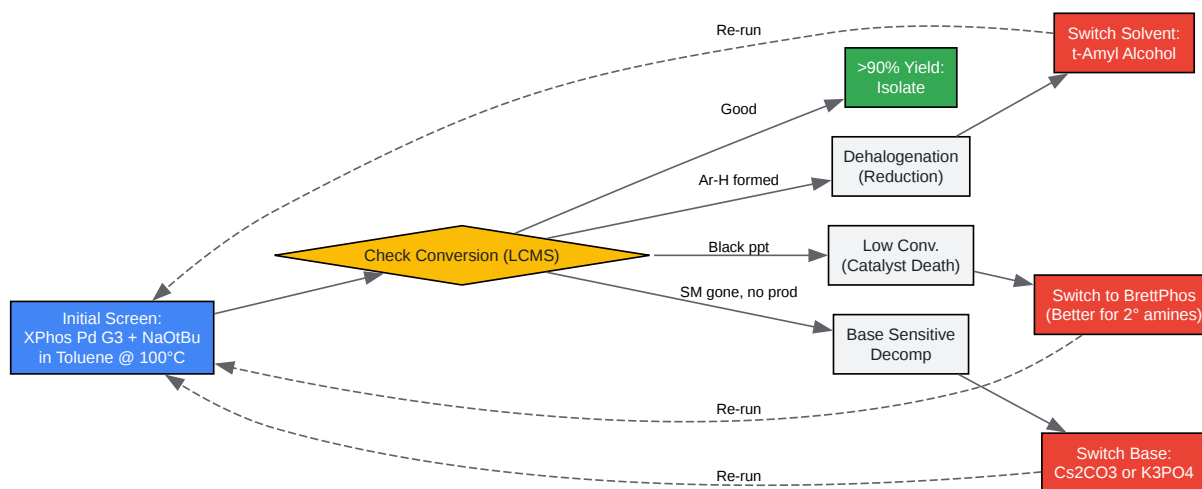 Re-run
Switch Solvent:
t-Amyl Alcohol
>90% Yield:
Isolate
Good
Dehalogenation
(Reduction)
Ar-H formed
Check Conversion (LCMS)
Black ppt
Low Conv.
(Catalyst Death)
SM gone, no prod
Switch to BrettPhos
(Better for 2° amines)
Initial Screen:
XPhos Pd G3 + NaOtBu
in Toluene @ 100°C
Base Sensitive
Decomp
Re-run
Switch Base:
Cs2CO3 or K3PO4
Re-run